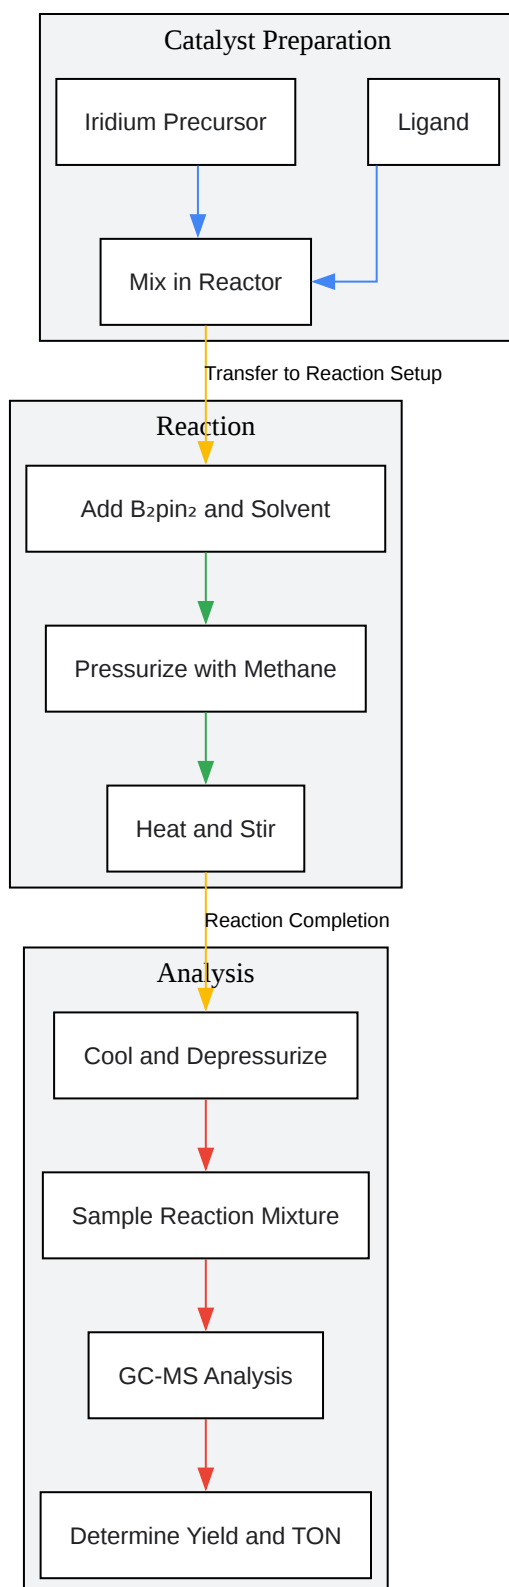 Catalyst Preparation
Iridium Precursor
Ligand
Mix in Reactor
Transfer to Reaction Setup
Reaction
Add B₂pin₂ and Solvent
Pressurize with Methane
Heat and Stir
Reaction Completion
Analysis
Cool and Depressurize
Sample Reaction Mixture
GC-MS Analysis
Determine Yield and TON